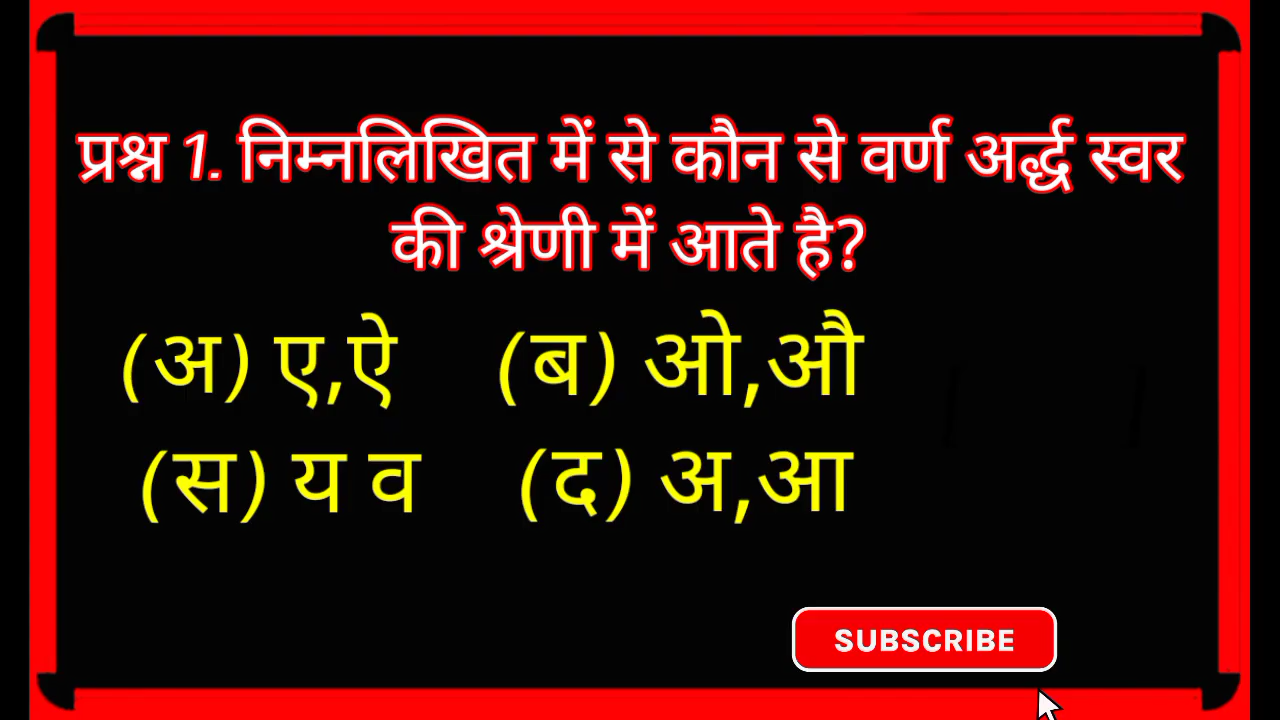 प्रश्न 1. निम्नलिखित में से कौन से वर्ण अर्द्ध स्वर
की श्रेणी में आते है?
(अ) ए,ऐ (ब) ओ,औ
(स) य व (द) अ,आ
SUBSCRIBE